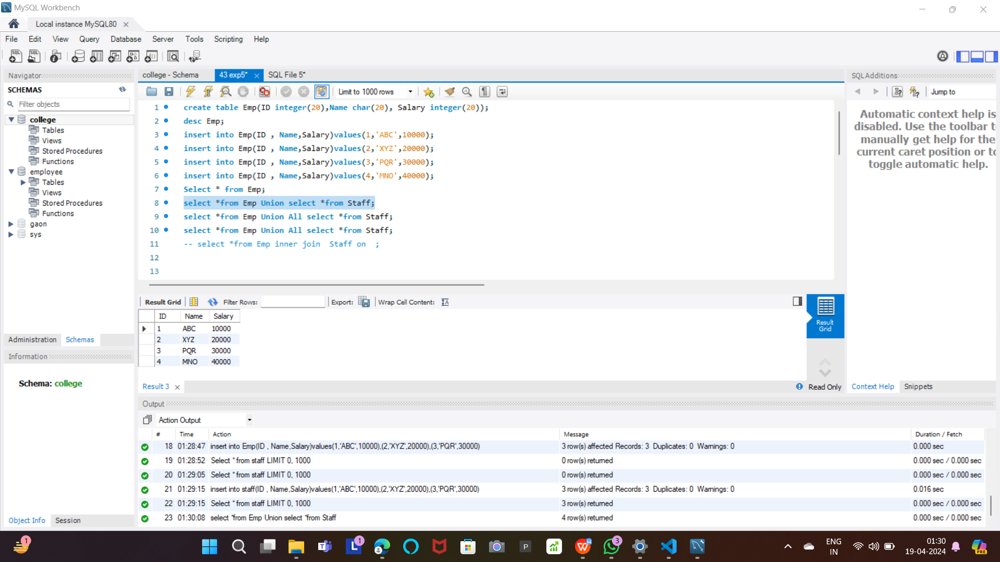 MySQL Workbench
Local instance MySQL80
File Edit View Query Database Server Tools Scripting Help
Navigator
SCHEMAS
Filter objects
college
Tables
Views
Stored Procedures
Functions
employee
Tables
Views
Stored Procedures
Functions
gaon
sys
Administration Schemas
Information
Schema: college
Object Info Session
college - Schema 43 exp5* SQL File 5*
Limit to 1000 rows
1 create table Emp(ID integer(20),Name char(20), Salary integer(20));
2 desc Emp;
3 insert into Emp(ID , Name,Salary)values(1,'ABC',10000);
4 insert into Emp(ID , Name,Salary)values(2,'XYZ',20000);
5 insert into Emp(ID , Name,Salary)values(3,'PQR',30000);
6 insert into Emp(ID , Name,Salary)values(4,'MNO',40000);
7 Select * from Emp;
8 select *from Emp Union select *from Staff;
9 select *from Emp Union All select *from Staff;
10 select *from Emp Union All select *from Staff;
11 -- select *from Emp inner join  Staff on  ;
12
13
Result Grid Filter Rows: Export: Wrap Cell Content:
ID Name Salary
1 ABC 10000
2 XYZ 20000
3 PQR 30000
4 MNO 40000
Result
Grid
Result 3
Read Only
SQLAdditions
Jump to
Automatic context help is
disabled. Use the toolbar t
manually get help for the
current caret position or to
toggle automatic help.
Context Help Snippets
Output
Action Output
# Time Action Message Duration / Fetch
18 01:28:47 insert into Emp(ID , Name,Salary)values(1,"ABC",10000),(2,"XYZ",20000),(3,"PQR",30000) 3 row(s) affected Records: 3 Duplicates: 0 Warnings: 0 0.000 sec
19 01:28:52 Select * from staff LIMIT 0, 1000 0 row(s) returned 0.000 sec / 0.000 sec
20 01:29:05 Select * from staff LIMIT 0, 1000 0 row(s) returned 0.000 sec / 0.000 sec
21 01:29:15 insert into staff(ID , Name,Salary)values(1,"ABC",10000),(2,"XYZ",20000),(3,"PQR",30000) 3 row(s) affected Records: 3 Duplicates: 0 Warnings: 0 0.016 sec
22 01:29:15 Select * from staff LIMIT 0, 1000 3 row(s) returned 0.000 sec / 0.000 sec
23 01:30:08 select *from Emp Union select *from Staff 4 row(s) returned 0.000 sec / 0.000 sec
1
1
3
ENG
IN
01:30
19-04-2024
PRE